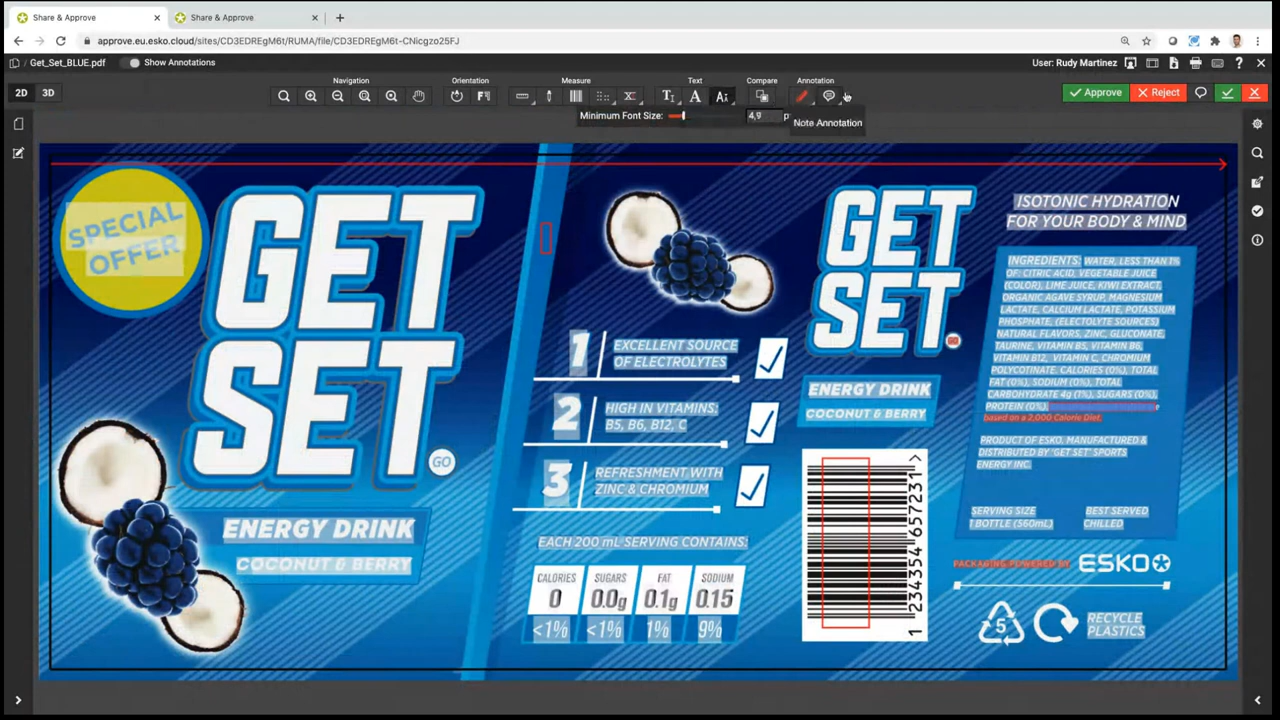 Share & Approve
Share & Approve
approve.eu.esko.cloud/sites/CD3EDREgM6t/RUMA/file/CD3EDREgM6t-CNicgzo25FJ
/ Get_Set_BLUE.pdf
Show Annotations
User: Rudy Martinez
2D
3D
Navigation
Orientation
Measure
Text
Compare
Annotation
Approve
Reject
Minimum Font Size:
4,9
Note Annotation
SPECIAL
OFFER
GET
SET.
GO
ENERGY DRINK
COCONUT & BERRY
1
EXCELLENT SOURCE
OF ELECTROLYTES
2
HIGH IN VITAMINS:
B5, B6, B12, C
3
REFRESHMENT WITH
ZINC & CHROMIUM
EACH 200 mL SERVING CONTAINS:
CALORIES
0
<1%
SUGARS
0.0g
<1%
FAT
0.1g
1%
SODIUM
0.15
9%
GET
SET.
GO
ENERGY DRINK
COCONUT & BERRY
1 234354 657231 >
ISOTONIC HYDRATION
FOR YOUR BODY & MIND
INGREDIENTS: WATER, LESS THAN 1%
OF: CITRIC ACID, VEGETABLE JUICE
(COLOR), LIME JUICE, KIWI EXTRACT,
ORGANIC AGAVE SYRUP, MAGNESIUM
LACTATE, CALCIUM LACTATE, POTASSIUM
PHOSPHATE, (ELECTOLYTE SOURCES)
NATURAL FLAVORS, ZINC, GLUCONATE,
TAURINE, VITAMIN B5, VITAMIN B6,
VITAMIN B12, VITAMIN C, CHROMIUM
POLYCOTINATE. CALORIES (0%), TOTAL
FAT (0%), SODIUM (0%), TOTAL
CARBOHYDRATE 4g (1%), SUGARS (0%),
PROTEIN (0%),
based on a 2,000 Calorie Diet.
PRODUCT OF ESKO. MANUFACTURED &
DISTRIBUTED BY 'GET SET' SPORTS
ENERGY INC.
SERVING SIZE
1 BOTTLE (560mL)
BEST SERVED
CHILLED
PACKAGING POWERED BY
ESKO
5
RECYCLE
PLASTICS